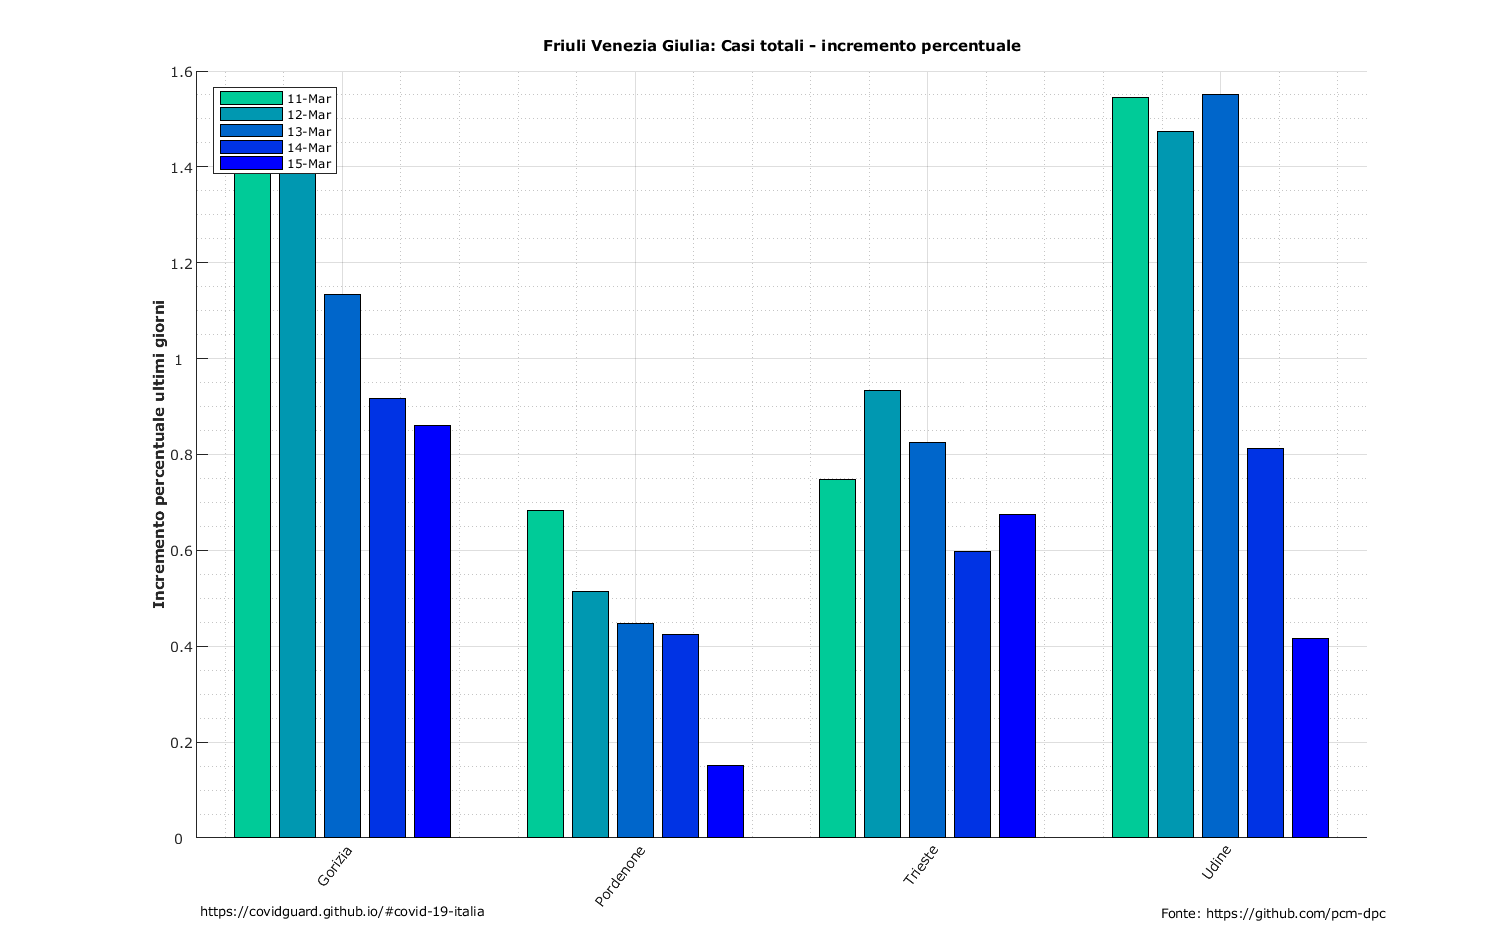 Friuli Venezia Giulia: Casi totali - incremento percentuale
1.6
1.4
1.2
1
0.8
0.6
0.4
0.2
0
Incremento percentuale ultimi giorni
11-Mar
12-Mar
13-Mar
14-Mar
15-Mar
Gorizia
Pordenone
Trieste
Udine
https://covidguard.github.io/#covid-19-italia
Fonte: https://github.com/pcm-dpc